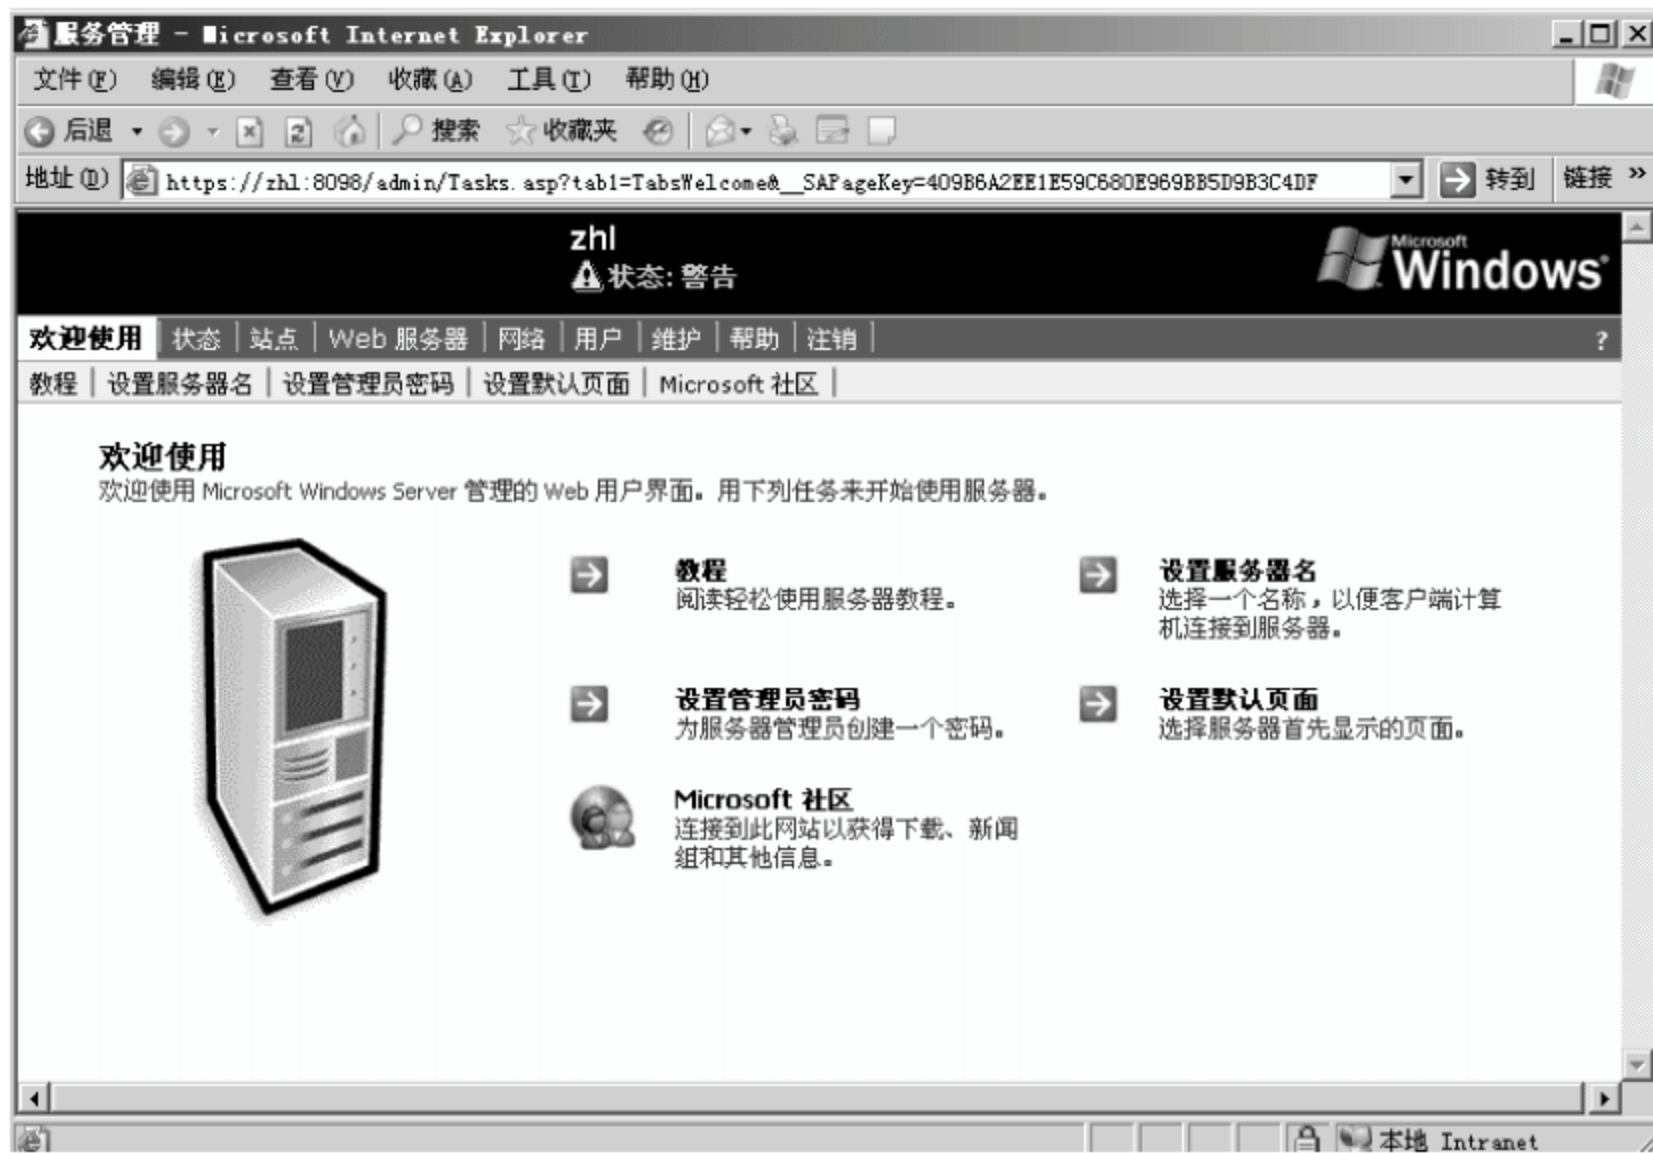 服务管理 - Microsoft Internet Explorer
文件(F) 编辑(E) 查看(V) 收藏(A) 工具(T) 帮助(H)
后退 搜索 收藏夹
地址(D) https://zhl:8098/admin/Tasks.asp?tab1=TabsWelcome&__SAPageKey=409B6A2EE1E59C680E969BB5D9B3C4DF 转到 链接 »
zhl
状态: 警告
Microsoft
Windows
欢迎使用 | 状态 | 站点 | Web 服务器 | 网络 | 用户 | 维护 | 帮助 | 注销 | ?
教程 | 设置服务器名 | 设置管理员密码 | 设置默认页面 | Microsoft 社区 |
欢迎使用
欢迎使用 Microsoft Windows Server 管理的 Web 用户界面。用下列任务来开始使用服务器。
教程
阅读轻松使用服务器教程。
设置服务器名
选择一个名称，以便客户端计算
机连接到服务器。
设置管理员密码
为服务器管理员创建一个密码。
设置默认页面
选择服务器首先显示的页面。
Microsoft 社区
连接到此网站以获得下载、新闻
组和其他信息。
本地 Intranet